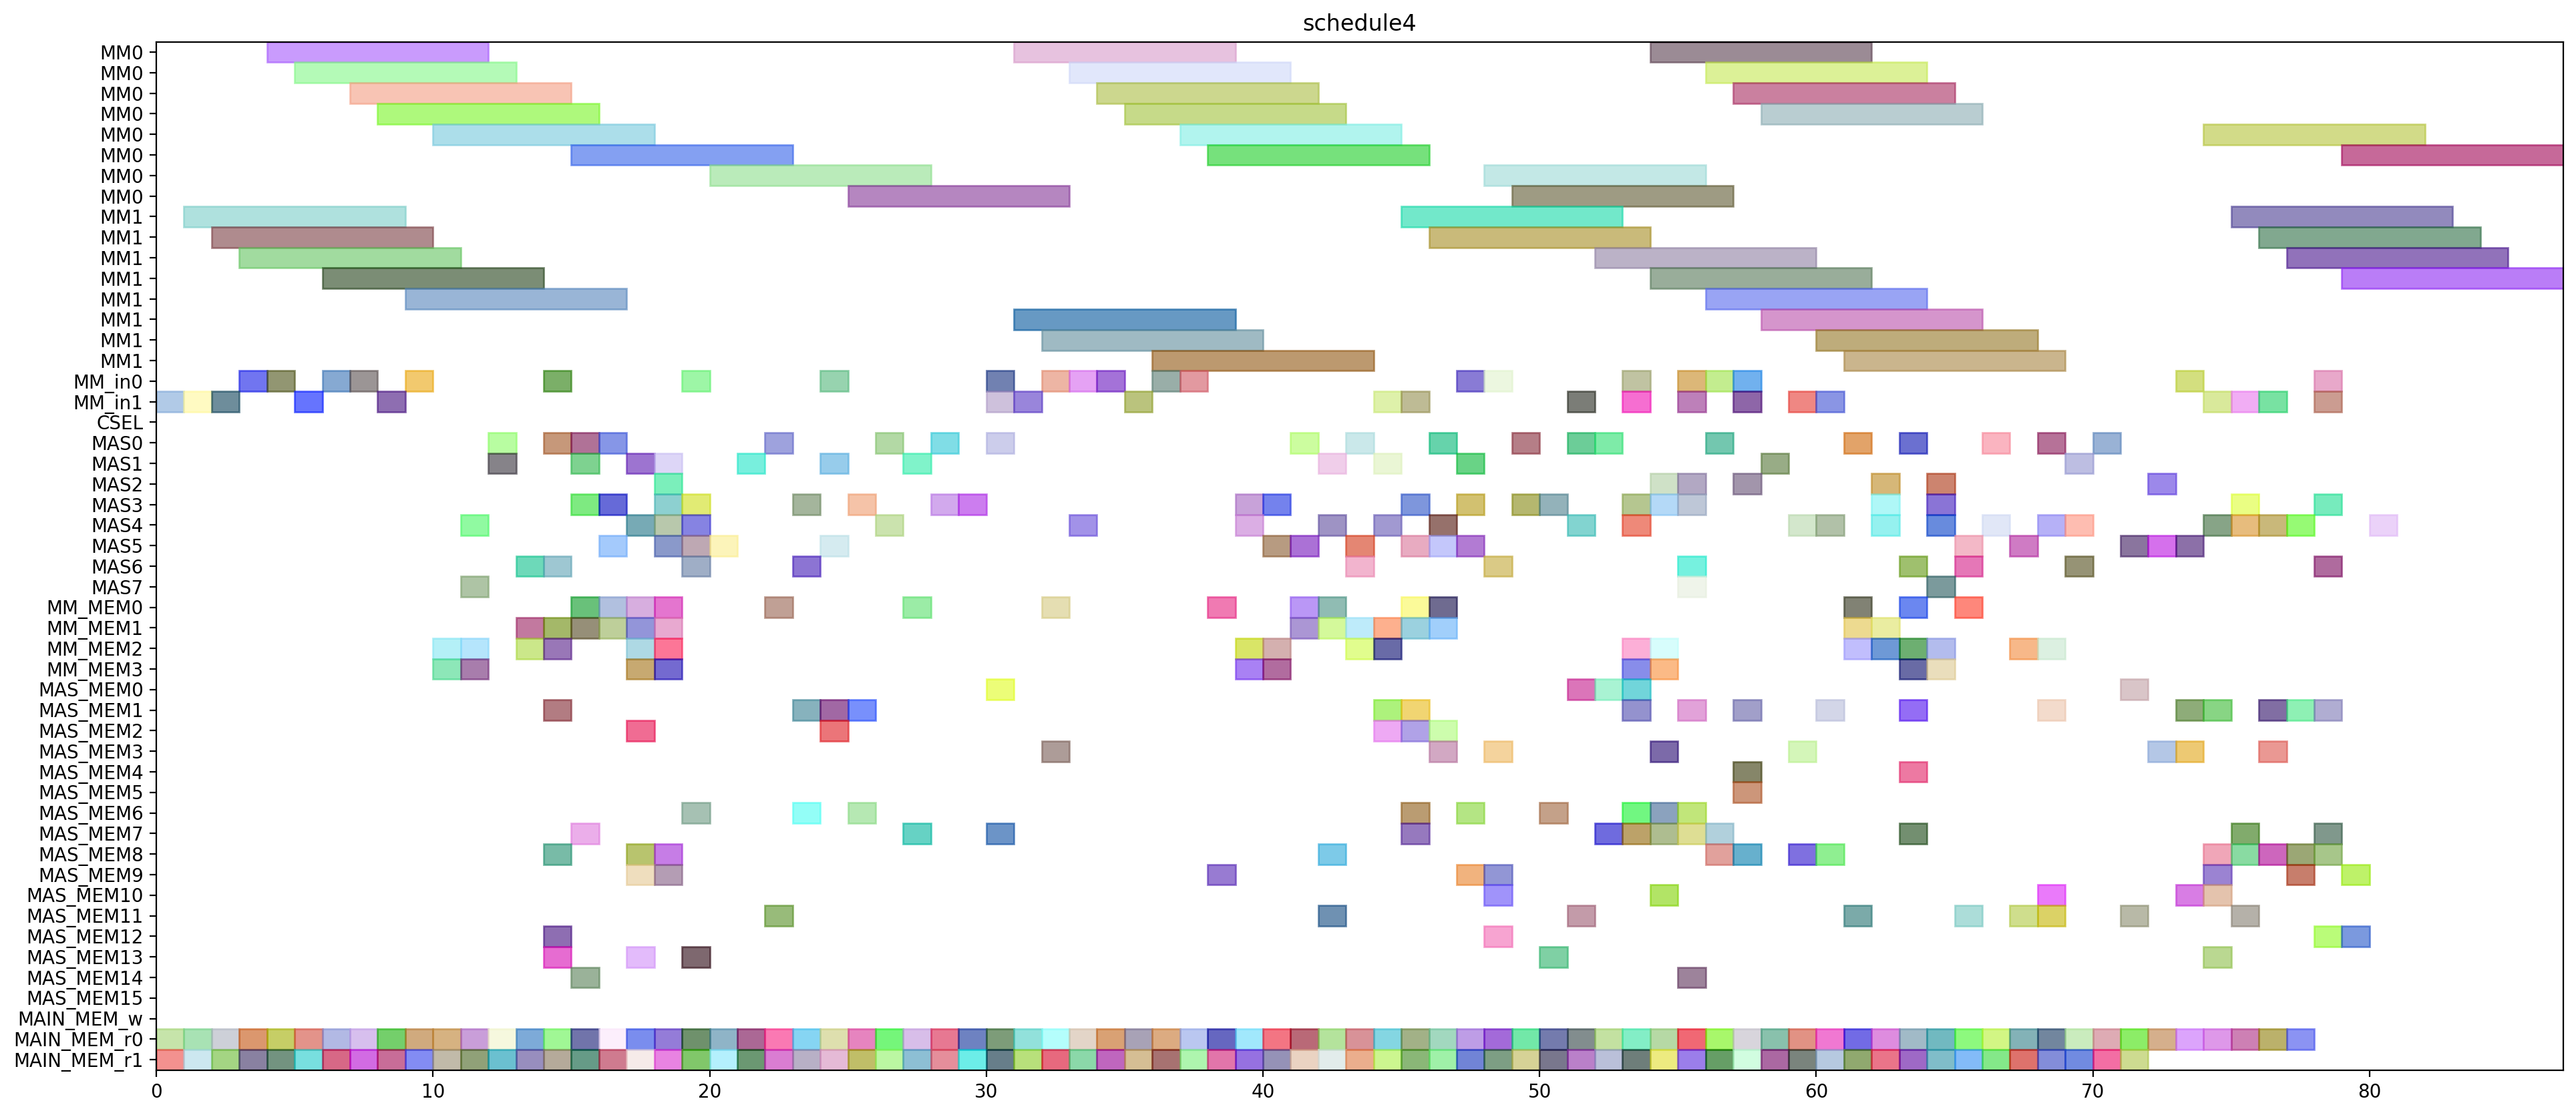 schedule4
MM0
MM0
MM0
MM0
MM0
MM0
MM0
MM0
MM1
MM1
MM1
MM1
MM1
MM1
MM1
MM1
MM_in0
MM_in1
CSEL
MAS0
MAS1
MAS2
MAS3
MAS4
MAS5
MAS6
MAS7
MM_MEM0
MM_MEM1
MM_MEM2
MM_MEM3
MAS_MEM0
MAS_MEM1
MAS_MEM2
MAS_MEM3
MAS_MEM4
MAS_MEM5
MAS_MEM6
MAS_MEM7
MAS_MEM8
MAS_MEM9
MAS_MEM10
MAS_MEM11
MAS_MEM12
MAS_MEM13
MAS_MEM14
MAS_MEM15
MAIN_MEM_w
MAIN_MEM_r0
MAIN_MEM_r1
0 10 20 30 40 50 60 70 80